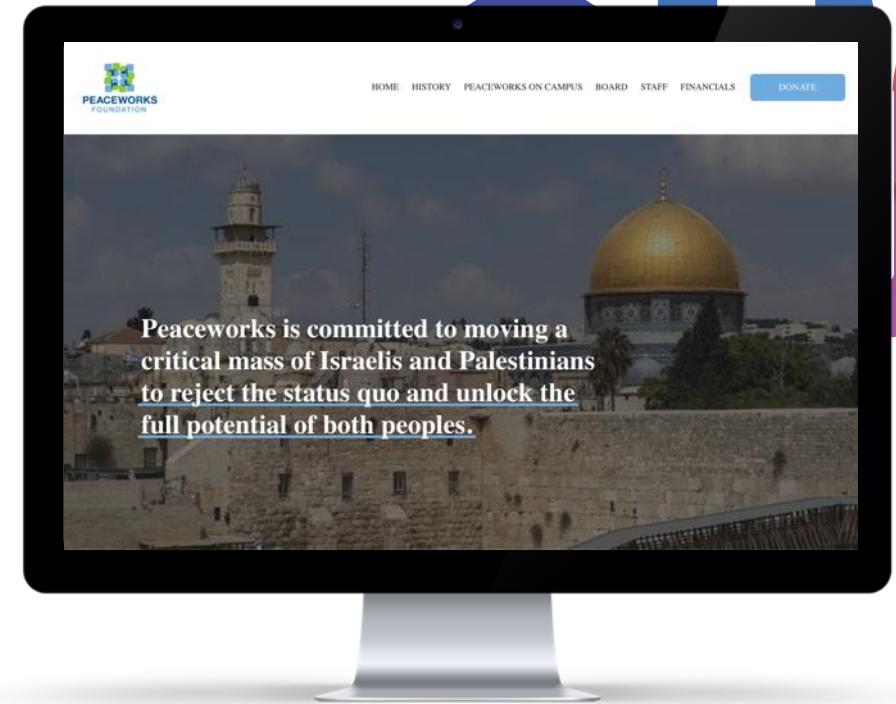 PEACEWORKS
FOUNDATION
HOME HISTORY PEACEWORKS ON CAMPUS BOARD STAFF FINANCIALS DONATE
Peaceworks is committed to moving a
critical mass of Israelis and Palestinians
to reject the status quo and unlock the
full potential of both peoples.